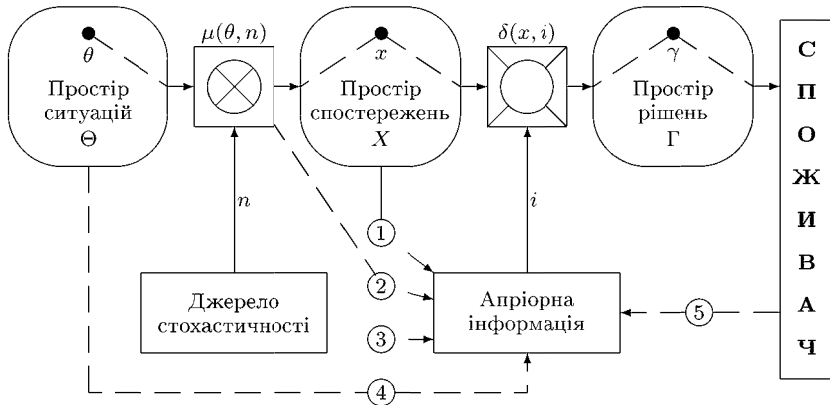 μ(θ, n)
δ(x, i)
θ
Простір
ситуацій
Θ
x
Простір
спостережень
X
γ
Простір
рішень
Γ
С
П
О
Ж
И
В
А
Ч
n
i
1
2
3
4
5
Джерело
стохастичності
Апріорна
інформація